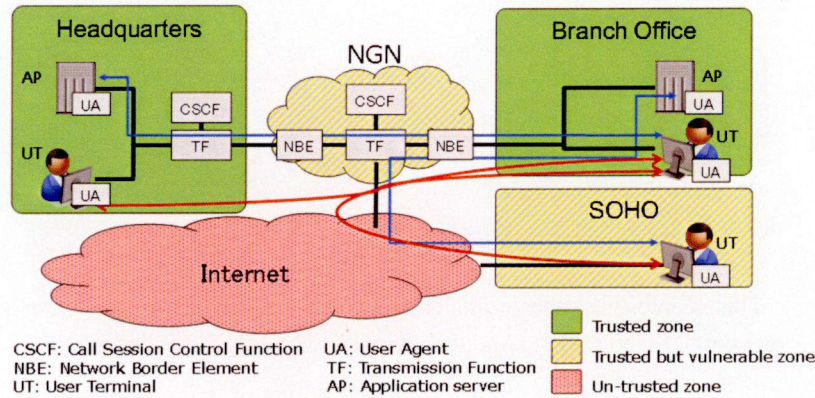 Headquarters
NGN
Branch Office
AP
UA
CSCF
TF
UT
UA
NBE
CSCF
TF
NBE
AP
UA
UT
UA
SOHO
UT
UA
Internet
CSCF: Call Session Control Function
NBE: Network Border Element
UT: User Terminal
UA: User Agent
TF: Transmission Function
AP: Application server
Trusted zone
Trusted but vulnerable zone
Un-trusted zone